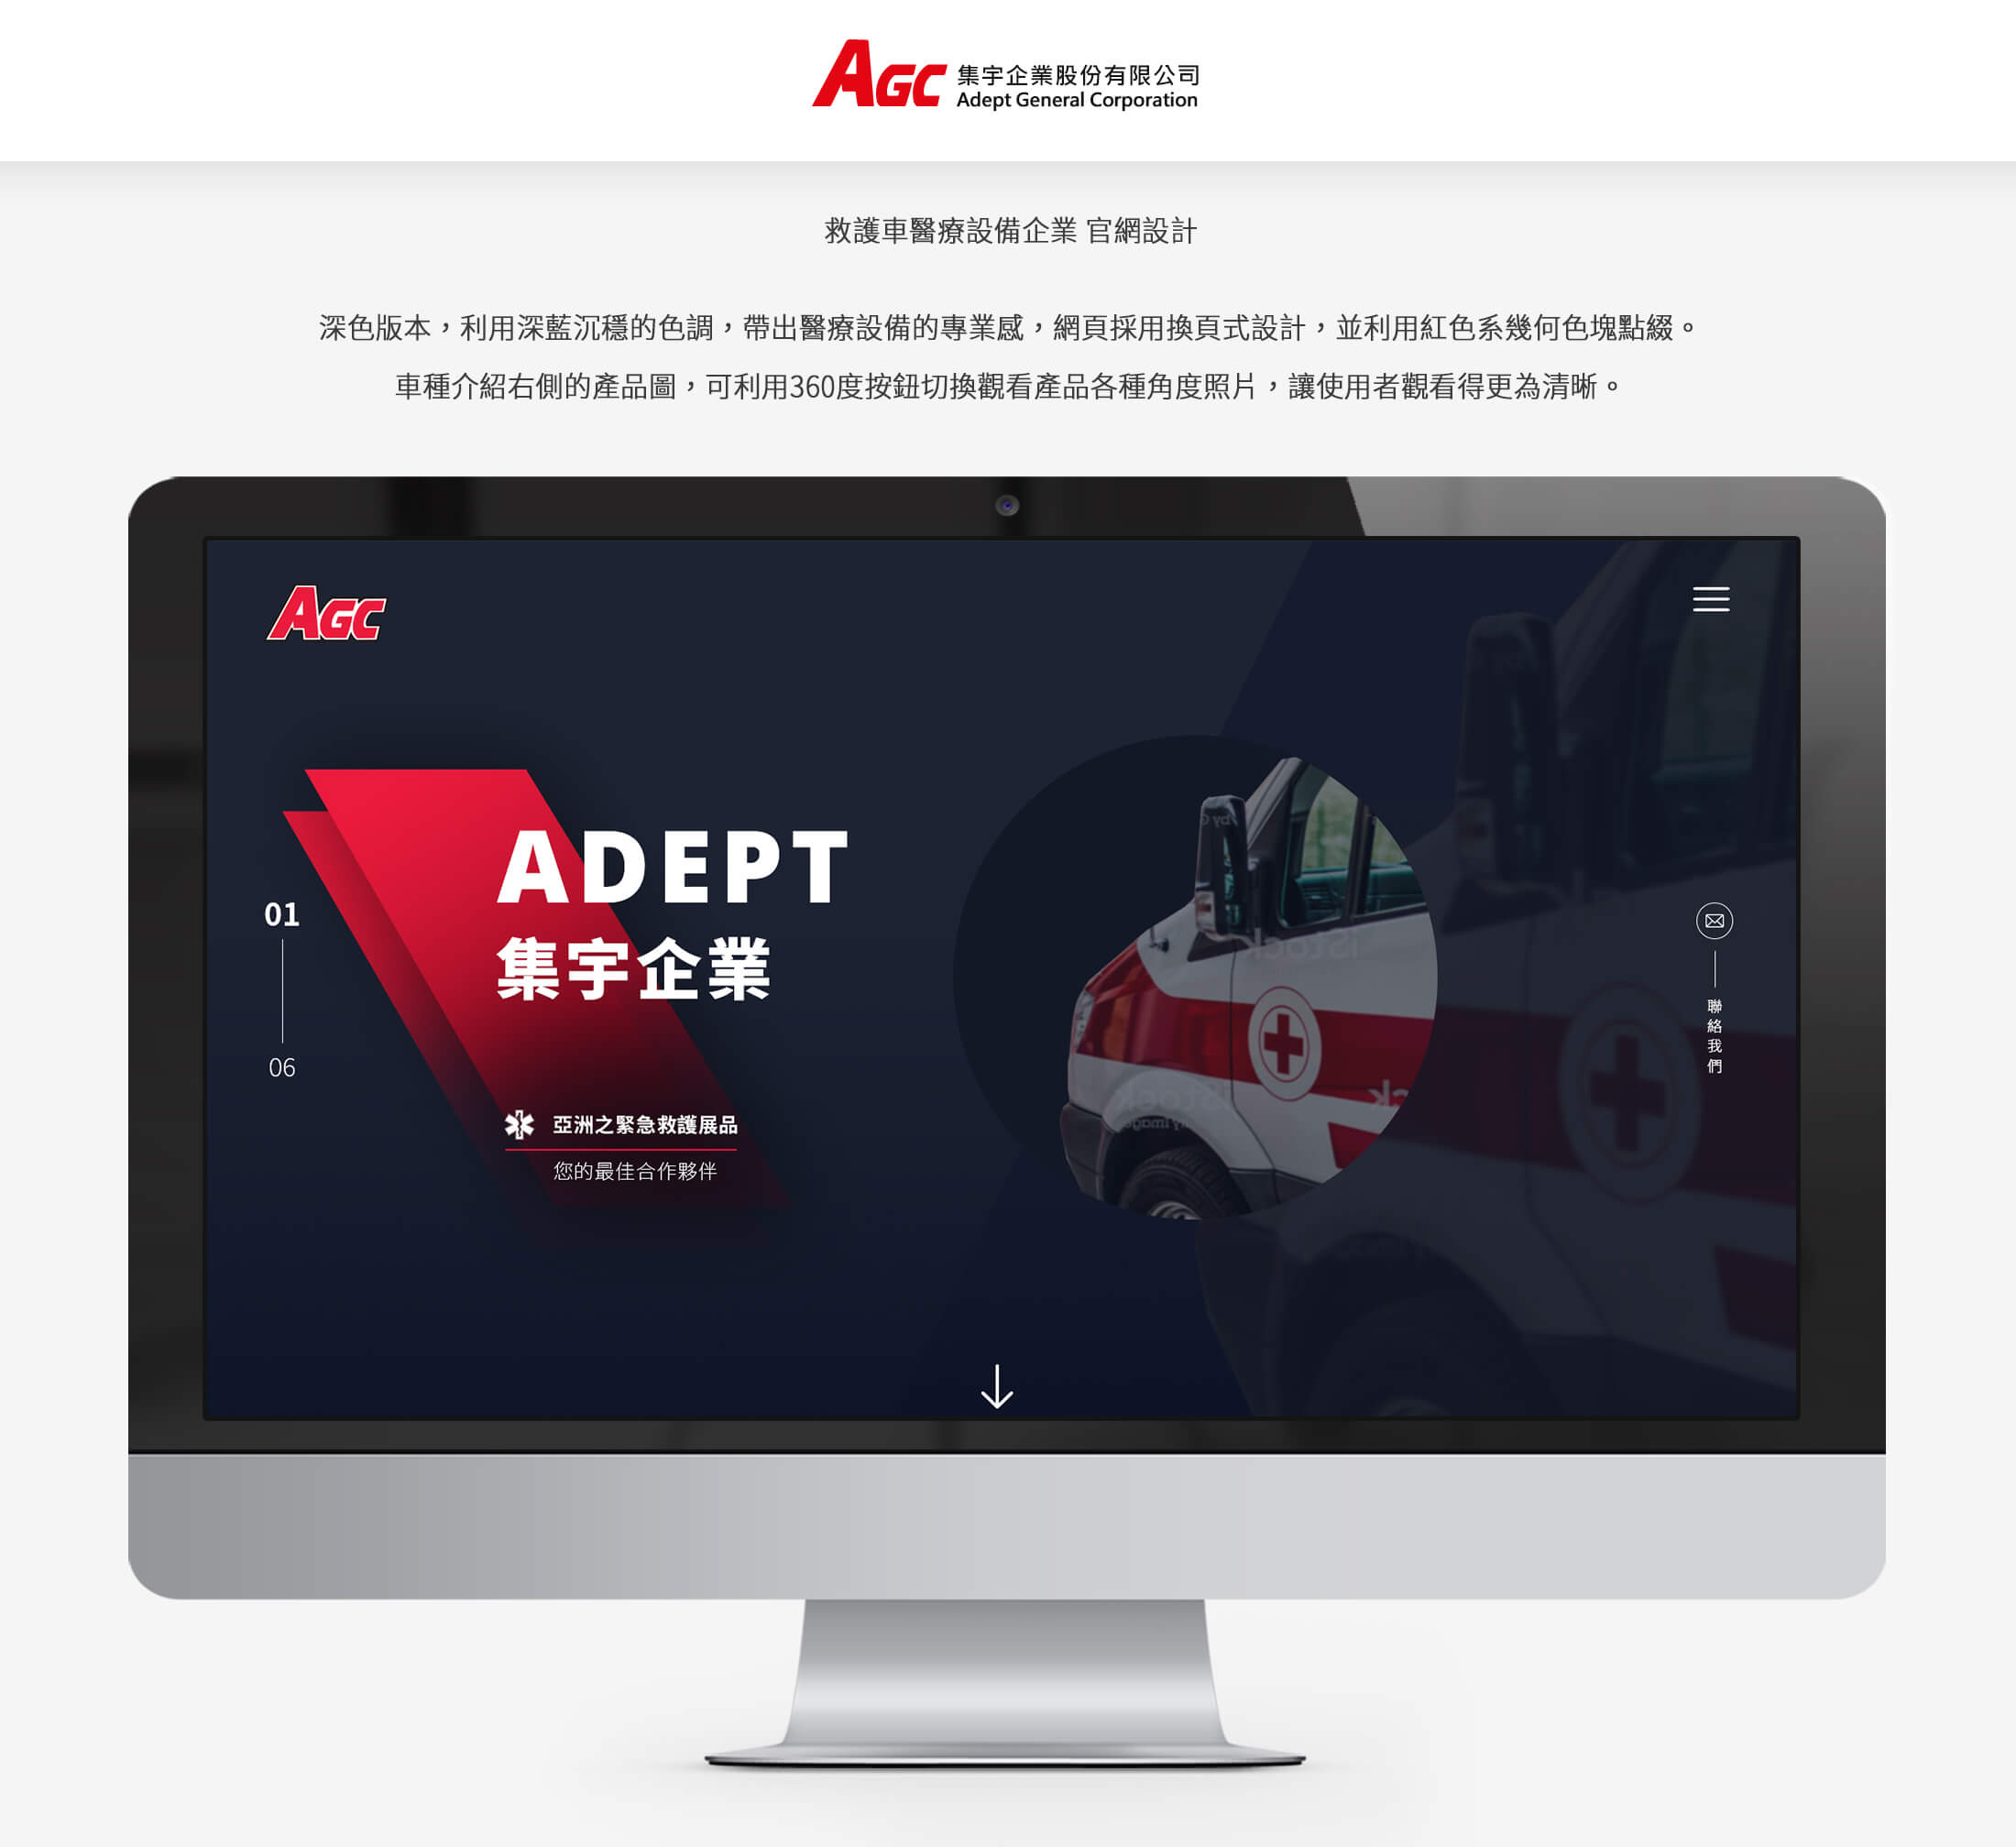 AGC 集宇企業股份有限公司
Adept General Corporation
救護車醫療設備企業 官網設計
深色版本，利用深藍沉穩的色調，帶出醫療設備的專業感，網頁採用換頁式設計，並利用紅色系幾何色塊點綴。
車種介紹右側的產品圖，可利用360度按鈕切換觀看產品各種角度照片，讓使用者觀看得更為清晰。
AGC
ADEPT
集宇企業
01
06
亞洲之緊急救護展品
您的最佳合作夥伴
聯絡我們